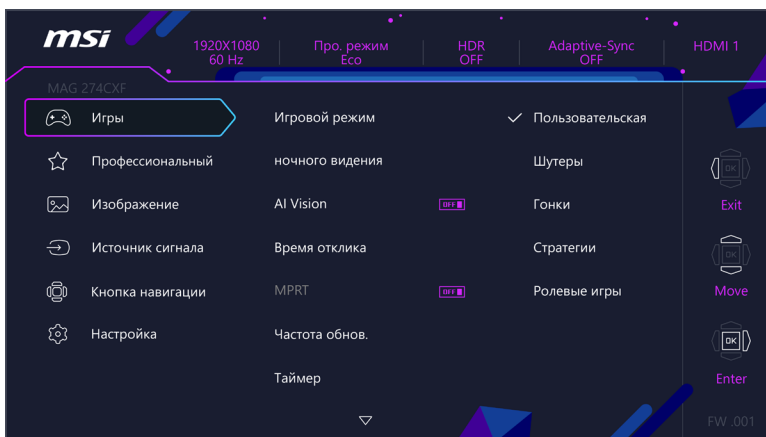 msi
1920X1080
60 Hz
Про. режим
Eco
HDR
OFF
Adaptive-Sync
OFF
HDMI 1
MAG 274CXF
Игры
Игровой режим
Пользовательская
Профессиональный
ночного видения
Шутеры
OK
Изображение
AI Vision
OFF
Гонки
Exit
Источник сигнала
Время отклика
Стратегии
OK
Кнопка навигации
MPRT
OFF
Ролевые игры
Move
Настройка
Частота обнов.
OK
Таймер
Enter
FW .001